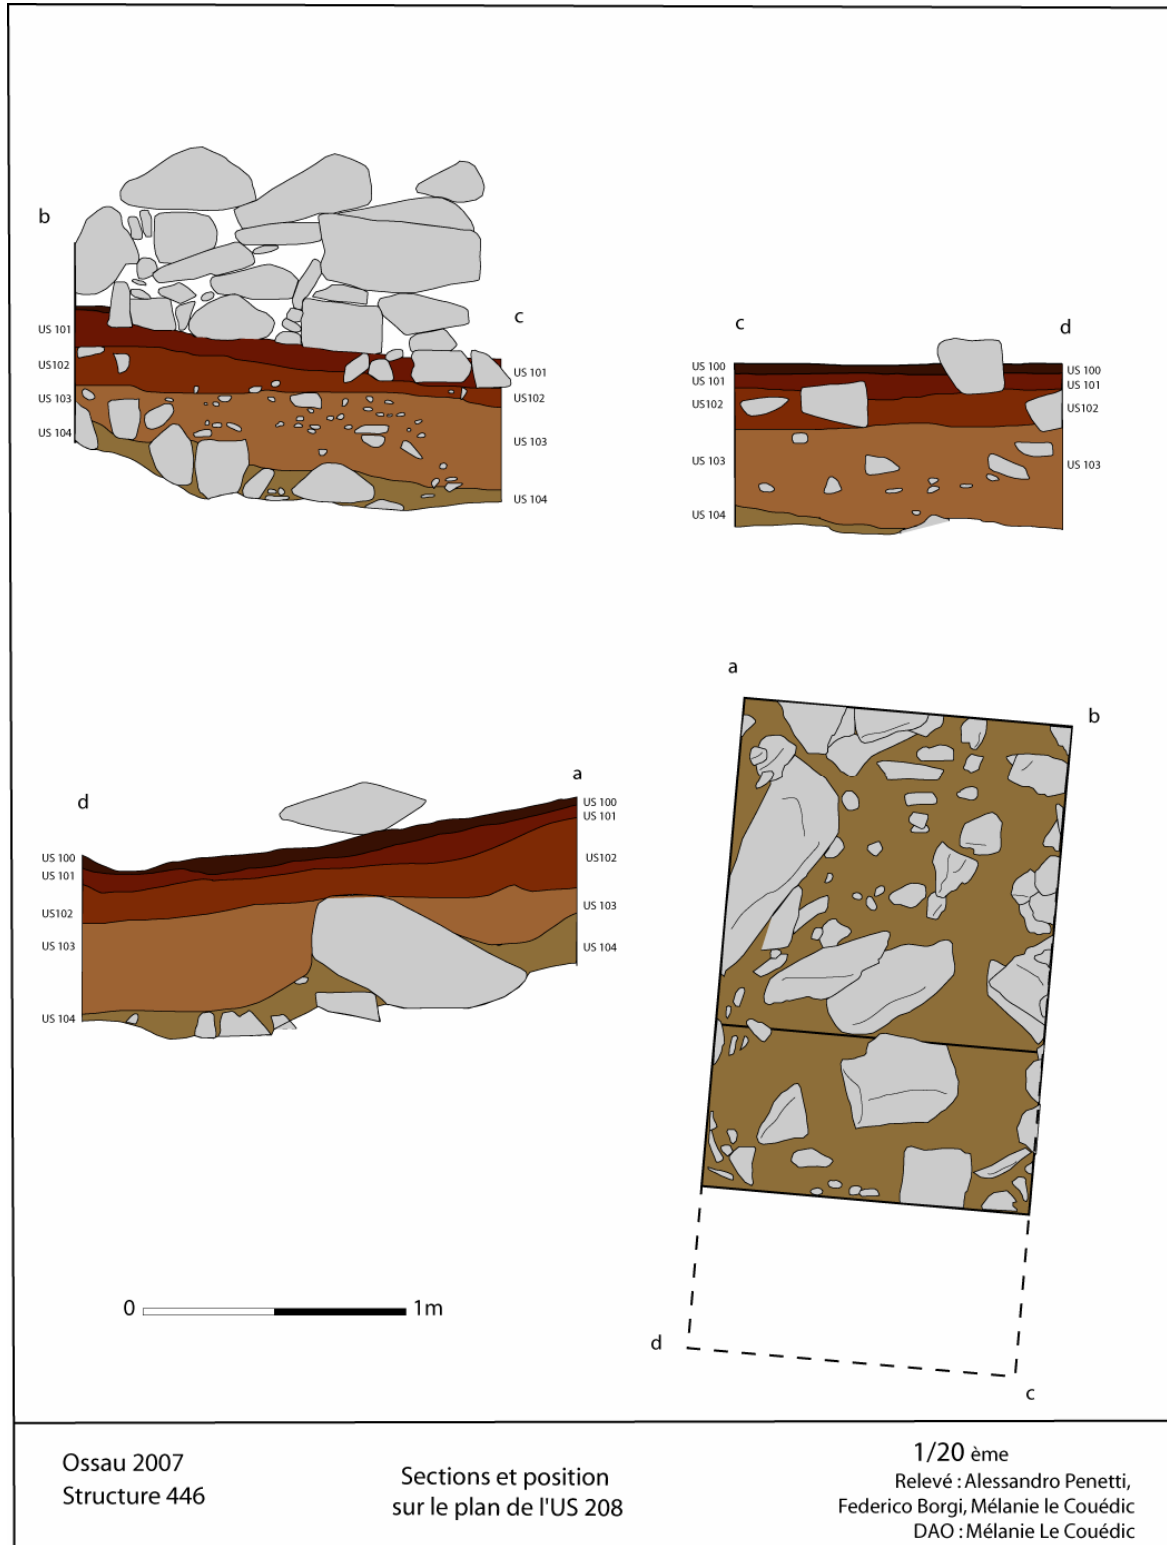 b
US 101
US102
US 103
US 104
c
US 101
US102
US 103
US 104
c
d
US 100
US 101
US102
US 103
US 104
US 100
US 101
US102
US 103
d
a
US 100
US 101
US102
US 103
US 104
US 100
US 101
US102
US 103
US 104
a
b
d
c
0 1m
Ossau 2007
Structure 446
Sections et position
sur le plan de l'US 208
1/20 ème
Relevé : Alessandro Penetti,
Federico Borgi, Mélanie le Couédic
DAO : Mélanie Le Couédic